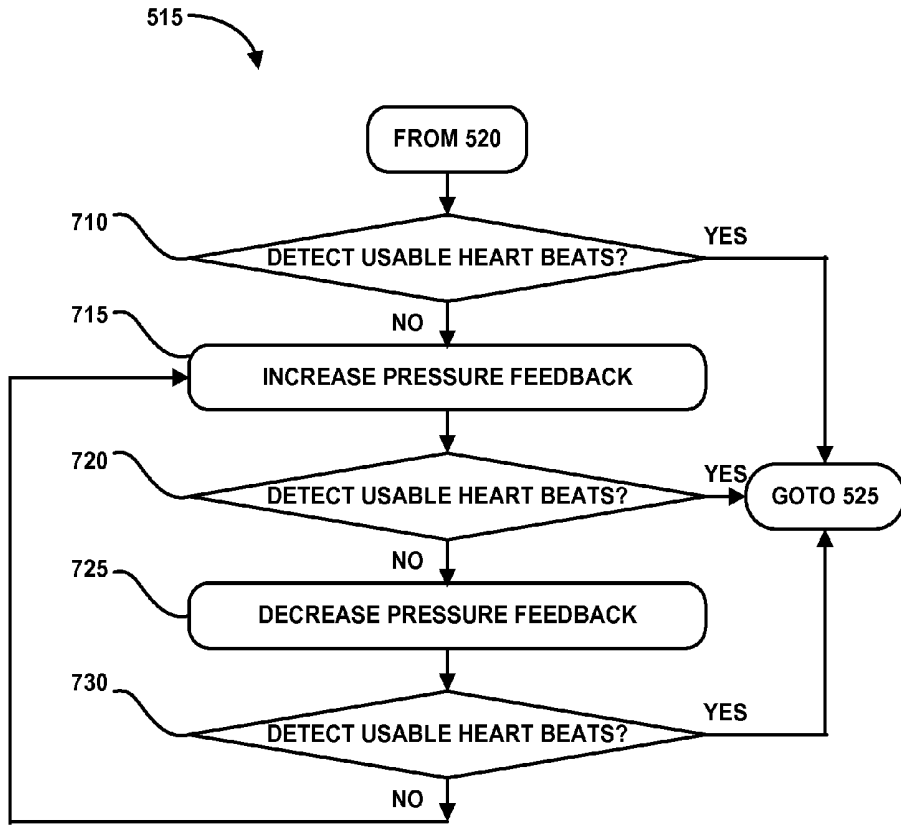 515
FROM 520
710
DETECT USABLE HEART BEATS?
YES
NO
715
INCREASE PRESSURE FEEDBACK
720
DETECT USABLE HEART BEATS?
YES
GOTO 525
NO
725
DECREASE PRESSURE FEEDBACK
730
DETECT USABLE HEART BEATS?
YES
NO